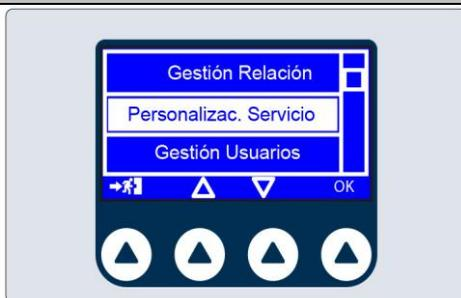 Gestión Relación
Personalizac. Servicio
Gestión Usuarios
OK